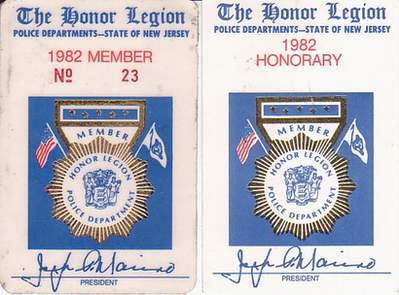 The Honor Legion
POLICE DEPARTMENTS—STATE OF NEW JERSEY
1982 MEMBER
No 23
MEMBER
HONOR LEGION
POLICE DEPARTMENT
PRESIDENT
The Honor Legion
POLICE DEPARTMENTS—STATE OF NEW JERSEY
1982
HONORARY
MEMBER
HONOR LEGION
POLICE DEPARTMENT
PRESIDENT